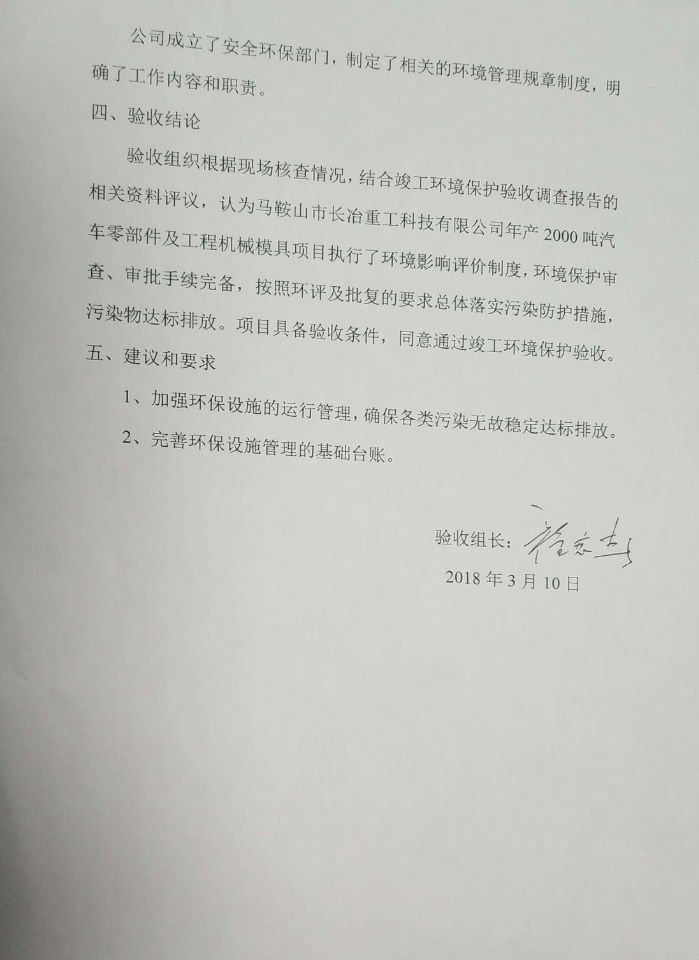 公司成立了安全环保部门，制定了相关的环境管理规章制度，明
确了工作内容和职责。
四、验收结论
验收组织根据现场核查情况，结合竣工环境保护验收调查报告的
相关资料评议，认为马鞍山市长冶重工科技有限公司年产 2000 吨汽
车零部件及工程机械模具项目执行了环境影响评价制度，环境保护审
查、审批手续完备，按照环评及批复的要求总体落实污染防护措施，
污染物达标排放。项目具备验收条件，同意通过竣工环境保护验收。
五、建议和要求
1、加强环保设施的运行管理，确保各类污染无故稳定达标排放。
2、完善环保设施管理的基础台账。
验收组长：
2018 年 3 月 10 日